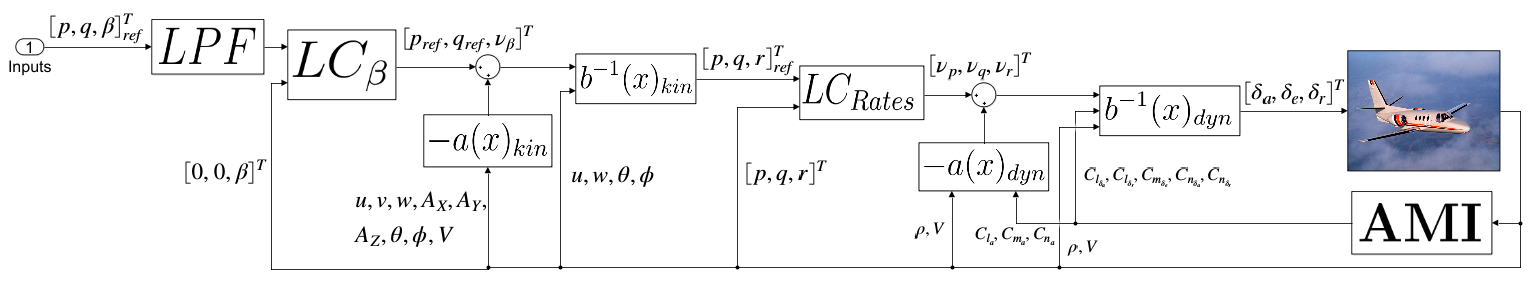 [p, q, β]ᵀ_ref
1
Inputs
LPF
LC_β
[p_ref, q_ref, ν_β]ᵀ
b⁻¹(x)_kin
[p, q, r]ᵀ_ref
LC_Rates
[ν_p, ν_q, ν_r]ᵀ
b⁻¹(x)_dyn
[δ_a, δ_e, δ_r]ᵀ
−a(x)_kin
−a(x)_dyn
[0, 0, β]ᵀ
u, v, w, A_X, A_Y,
A_Z, θ, ϕ, V
u, w, θ, ϕ
[p, q, r]ᵀ
ρ, V
C_l_a, C_m_a, C_n_a
ρ, V
AMI